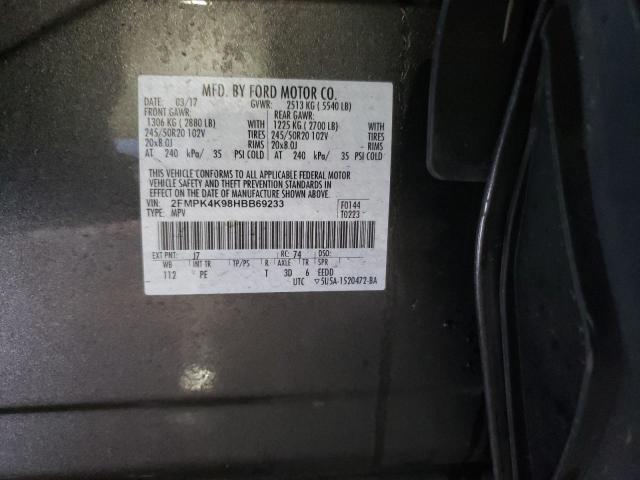 MFD. BY FORD MOTOR CO.
DATE: 03/17 GVWR: 2513 KG ( 5540 LB)
FRONT GAWR: REAR GAWR:
1306 KG ( 2880 LB) WITH 1225 KG ( 2700 LB) WITH
245/50R20 102V TIRES 245/50R20 102V TIRES
20x8.0J RIMS 20x8.0J RIMS
AT 240 kPa/ 35 PSI COLD AT 240 kPa/ 35 PSI COLD
THIS VEHICLE CONFORMS TO ALL APPLICABLE FEDERAL MOTOR
VEHICLE SAFETY AND THEFT PREVENTION STANDARDS IN
EFFECT ON THE DATE OF MANUFACTURE SHOWN ABOVE.
VIN: 2FMPK4K98HBB69233 F0144
TYPE: MPV T0223
EXT PNT: J7 RC: 74 DSO:
WB INT TR TP/PS R AXLE TR SPR
112 PE T 3D 6 EEDD
UTC ▽5U5A-1520472-BA